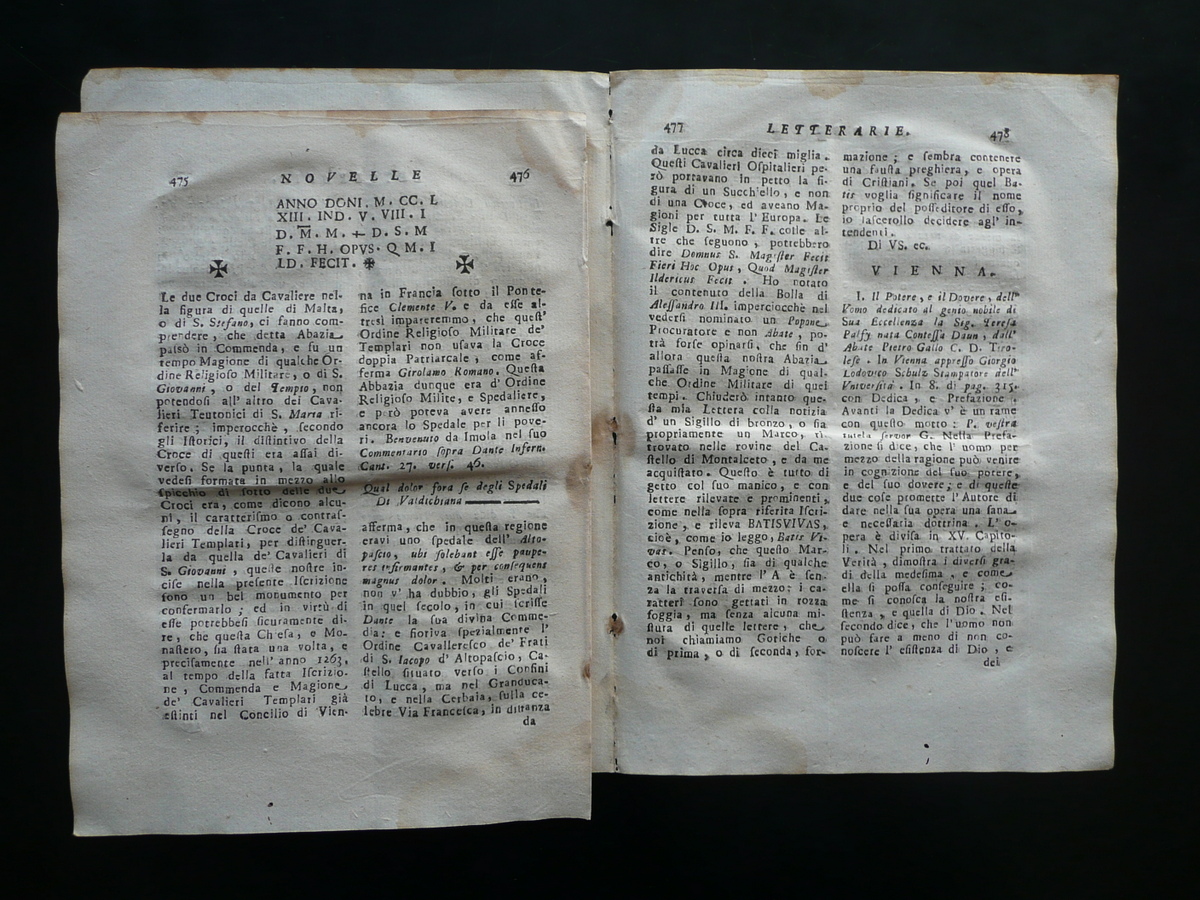 475 NOVELLE 476
ANNO DONI. M. CC. L
XIII. IND. V. VIII. I
D. M̅. M. + D. S. M
F. F. H. OPVS. Q M. I
LD. FECIT.
Le due Croci da Cavaliere nel-
la figura di quelle di Malta,
o di S. Stefano, ci fanno com-
prendere, che detta Abazia
passò in Commenda, e fu un
tempo Magione di qualche Or-
dine Religioso Militare, o di S.
Giovanni, o del Tempio, non
potendosi all' altro dei Cava-
lieri Teutonici di S. Maria ri-
ferire; imperocchè, secondo
gli Istorici, il distintivo della
Croce di questi era assai di-
verso. Se la punta, la quale
vedesi formata in mezzo allo
spicchio di sotto delle due
Croci era, come dicono alcu-
ni, il caratterismo o contras-
segno della Croce de' Cava-
lieri Templari, per distinguer-
la da quella de' Cavalieri di
S. Giovanni, queste nostre in-
cise nella presente Iscrizione
sono un bel monumento per
confermarlo; ed in virtù di
esse potrebbesi sicuramente di-
re, che questa Chiesa, e Mo-
nastero, sia stata una volta, e
precisamente nell' anno 1263,
al tempo della fatta Iscrizio-
ne, Commenda e Magione
de' Cavalieri Templari già
estinti nel Concilio di Vien-
na in Francia sotto il Ponte-
fice Clemente V. e da esse al-
tresì impareremo, che quest'
Ordine Religioso Militare de'
Templari non usava la Croce
doppia Patriarcale, come af-
ferma Girolamo Romano. Questa
Abbazia dunque era d' Ordine
Religioso Milite, e Spedaliere,
e però poteva avere annesso
ancora lo Spedale per li pove-
ri. Benvenuto da Imola nel suo
Commentario sopra Dante Infern.
Cant. 27. vers. 46.
Qual dolor fora se degli Spedali
Di Valdichiana
afferma, che in questa regione
eravi uno spedale dell' Alto-
pascio, ubi solebant esse paupe-
res infirmantes, & per consequens
magnus dolor. Molti erano,
non v' ha dubbio, gli Spedali
in quel secolo, in cui scrisse
Dante la sua divina Comme-
dia: e fioriva spezialmente l'
Ordine Cavalleresco de' Frati
di S. Iacopo d' Altopascio, Ca-
stello situato verso i Confini
di Lucca, ma nel Granduca-
to, e nella Cerbaia, sulla ce-
lebre Via Francesca, in distanza
da
477 LETTERARIE. 478
da Lucca circa dieci miglia.
Questi Cavalieri Ospitalieri pe-
rò portavano in petto la fi-
gura di un Succhiello, e non
di una Croce, ed aveano Ma-
gioni per tutta l' Europa. Le
Sigle D. S. M. F. F. colle al-
tre che seguono, potrebbero
dire Domnus S. Magister Fecit
Fieri Hoc Opus, Quod Magister
Ildericus Fecit. Ho notato
il contenuto della Bolla di
Alessandro III. imperciocchè nel
vedersi nominato un Popone
Procuratore e non Abate, po-
trà forse opinarsi, che fin d'
allora questa nostra Abazia
passasse in Magione di qual-
che Ordine Militare di quei
tempi. Chiuderò intanto que-
sta mia Lettera colla notizia
d' un Sigillo di bronzo, o sia
propriamente un Marco, ri-
trovato nelle rovine del Ca-
stello di Montalceto, e da me
acquistato. Questo è tutto di
getto col suo manico, e con
lettere rilevate e prominenti,
come nella sopra riferita Iscri-
zione, e rileva BATISVIVAS,
cioè, come io leggo, Batis Vi-
vas. Penso, che questo Mar-
co, o Sigillo, sia di qualche
antichità, mentre l' A è sen-
za la traversa di mezzo; i ca-
ratteri sono gettati in rozza
foggia, ma senza alcuna mi-
stura di quelle lettere, che
noi chiamiamo Gotiche o
di prima, o di seconda, for-
mazione; e sembra contenere
una fausta preghiera, e opera
di Cristiani. Se poi quel Ba-
tis voglia significare il nome
proprio del posseditore di esso,
io lascerollo decidere agl' in-
tendenti.
Di VS. ec.
VIENNA.
I. Il Potere, e il Dovere, dell'
Vomo dedicato al gento nobile di
Sua Eccellenza la Sig. Teresa
Palfy nata Contessa Daun, dall'
Abate Pietro Gallo C. D. Tiro-
lese. In Vienna appresso Giorgio
Lodovico Schulz Stampatore dell'
Vniversità. In 8. di pag. 315.
con Dedica, e Prefazione.
Avanti la Dedica v' è un rame
con questo motto: P. vestra
tutela servor G. Nella Prefa-
zione si dice, che l' uomo per
mezzo della ragione può venire
in cognizione del suo potere,
e del suo dovere; e di queste
due cose promette l' Autore di
dare nella sua opera una sana
e necessaria dottrina. L' o-
pera è divisa in XV. Capito-
li. Nel primo trattato della
Verità, dimostra i diversi gra-
di della medesima, e come
ella si possa conseguire; co-
me si conosca la nostra esi-
stenza, e quella di Dio. Nel
secondo dice, che l' uomo non
può fare a meno di non co-
noscere l' esistenza di Dio, e
dei